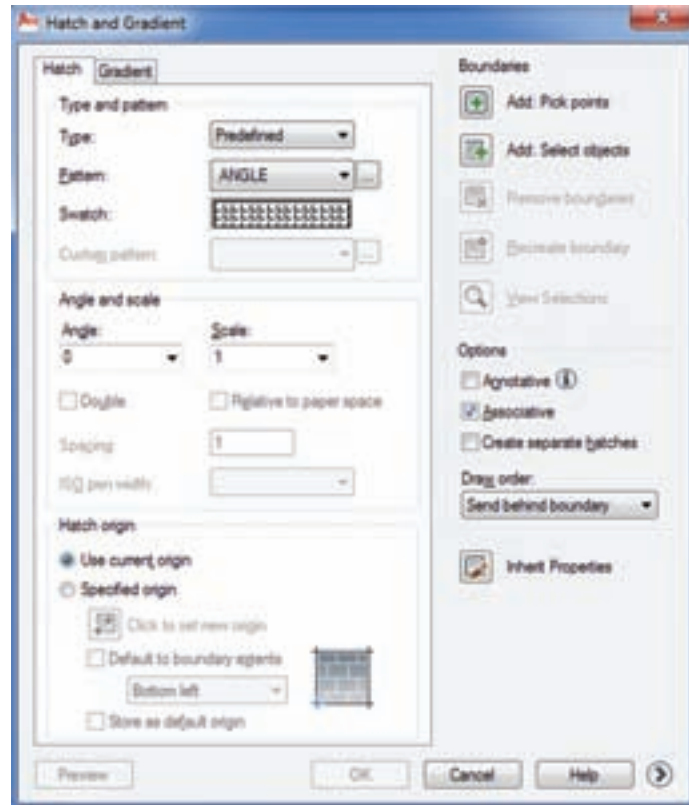 Hatch and Gradient
Hatch Gradient
Type and pattern
Type: Predefined
Pattern: ANGLE ...
Swatch:
Custom pattern: ...
Angle and scale
Angle: Scale:
0 1
Double Relative to paper space
Spacing: 1
ISO pen width:
Hatch origin
Use current origin
Specified origin
Click to set new origin
Default to boundary extents
Bottom left
Store as default origin
Boundaries
Add: Pick points
Add: Select objects
Remove boundaries
Recreate boundary
View Selections
Options
Annotative
Associative
Create separate hatches
Draw order:
Send behind boundary
Inherit Properties
Preview OK Cancel Help